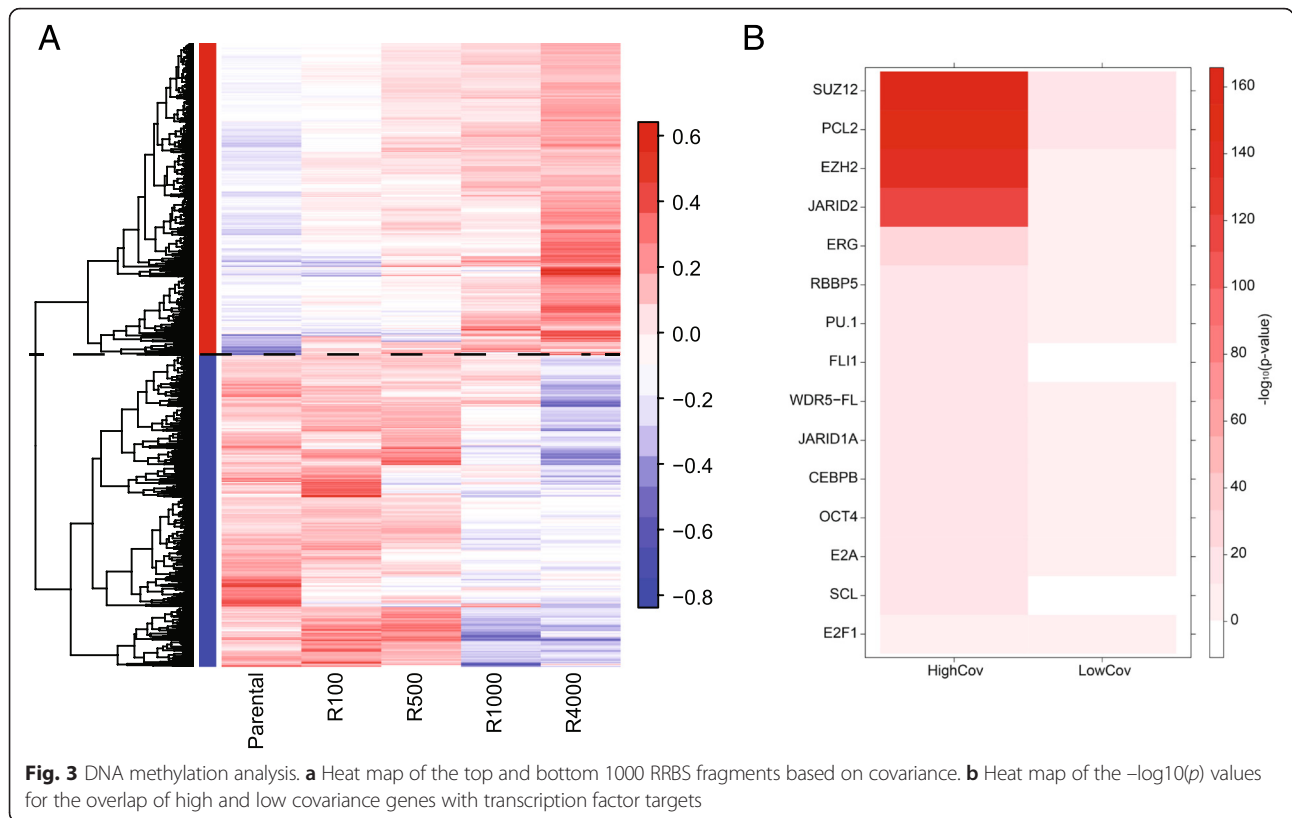 A
0.6
0.4
0.2
0.0
−0.2
−0.4
−0.6
−0.8
Parental
R100
R500
R1000
R4000
B
SUZ12
PCL2
EZH2
JARID2
ERG
RBBP5
PU.1
FLI1
WDR5−FL
JARID1A
CEBPB
OCT4
E2A
SCL
E2F1
HighCov
LowCov
160
140
120
100
80
60
40
20
0
-log10(p-value)
Fig. 3 DNA methylation analysis. a Heat map of the top and bottom 1000 RRBS fragments based on covariance. b Heat map of the –log10(p) values
for the overlap of high and low covariance genes with transcription factor targets